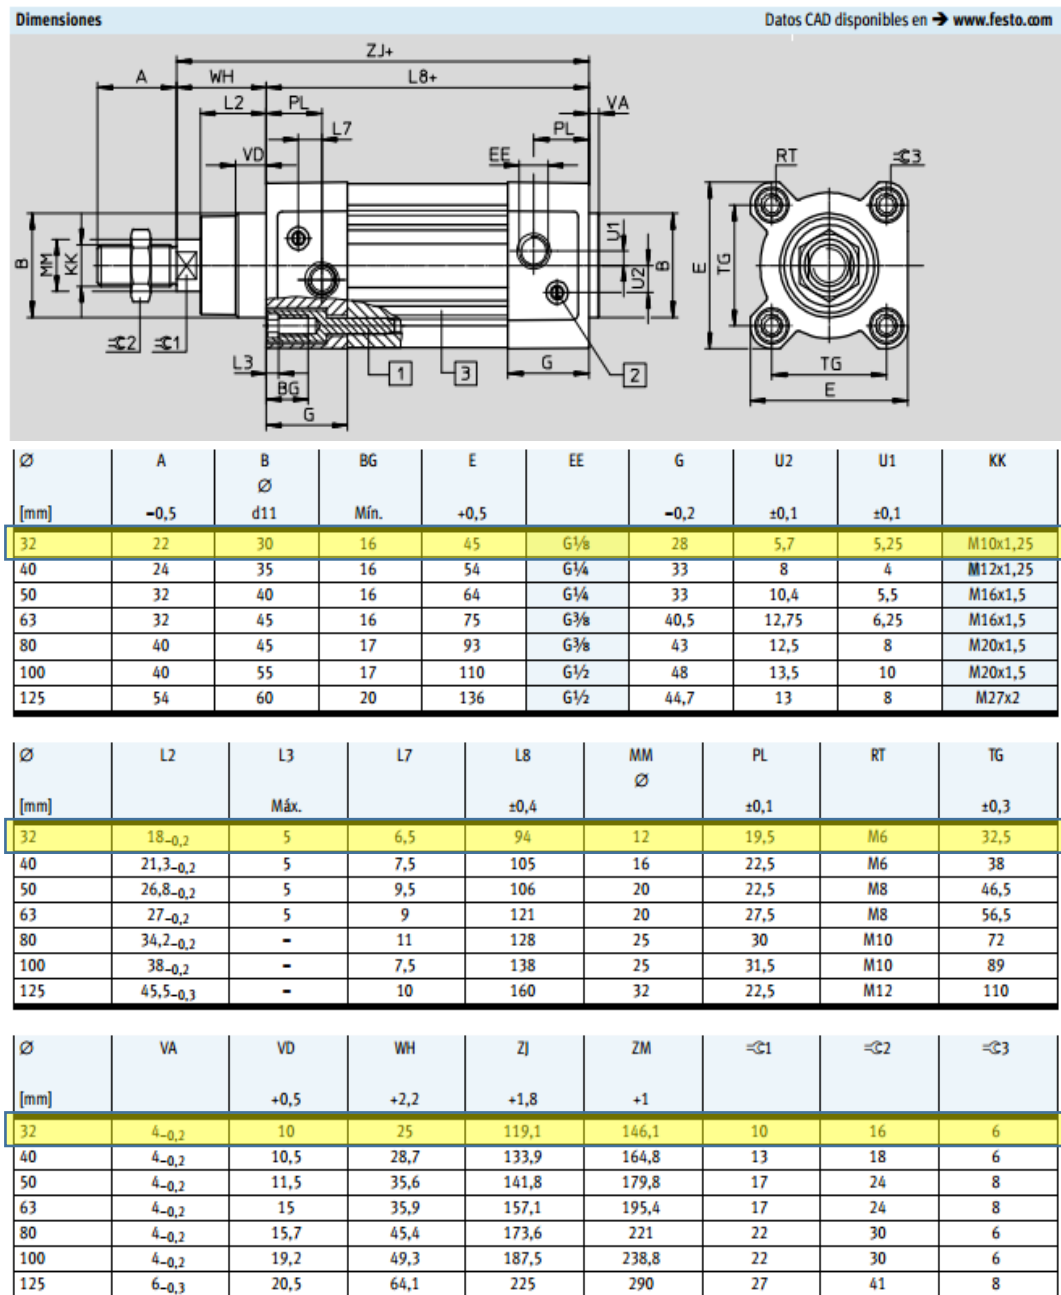 Dimensiones Datos CAD disponibles en ➔ www.festo.com
ZJ+
A WH L8+
L2 PL VA
L7 PL
VD EE RT ⌀C3
B MM KK U1 U2 B E TG
⌀C2 ⌀C1
L3 1 3 G 2 TG
BG E
G
Ø A B BG E EE G U2 U1 KK
Ø
[mm] –0,5 d11 Mín. +0,5 –0,2 ±0,1 ±0,1
32 22 30 16 45 G⅛ 28 5,7 5,25 M10x1,25
40 24 35 16 54 G¼ 33 8 4 M12x1,25
50 32 40 16 64 G¼ 33 10,4 5,5 M16x1,5
63 32 45 16 75 G⅜ 40,5 12,75 6,25 M16x1,5
80 40 45 17 93 G⅜ 43 12,5 8 M20x1,5
100 40 55 17 110 G½ 48 13,5 10 M20x1,5
125 54 60 20 136 G½ 44,7 13 8 M27x2
Ø L2 L3 L7 L8 MM PL RT TG
Ø
[mm] Máx. ±0,4 ±0,1 ±0,3
32 18–0,2 5 6,5 94 12 19,5 M6 32,5
40 21,3–0,2 5 7,5 105 16 22,5 M6 38
50 26,8–0,2 5 9,5 106 20 22,5 M8 46,5
63 27–0,2 5 9 121 20 27,5 M8 56,5
80 34,2–0,2 – 11 128 25 30 M10 72
100 38–0,2 – 7,5 138 25 31,5 M10 89
125 45,5–0,3 – 10 160 32 22,5 M12 110
Ø VA VD WH ZJ ZM ⌀C1 ⌀C2 ⌀C3
[mm] +0,5 +2,2 +1,8 +1
32 4–0,2 10 25 119,1 146,1 10 16 6
40 4–0,2 10,5 28,7 133,9 164,8 13 18 6
50 4–0,2 11,5 35,6 141,8 179,8 17 24 8
63 4–0,2 15 35,9 157,1 195,4 17 24 8
80 4–0,2 15,7 45,4 173,6 221 22 30 6
100 4–0,2 19,2 49,3 187,5 238,8 22 30 6
125 6–0,3 20,5 64,1 225 290 27 41 8